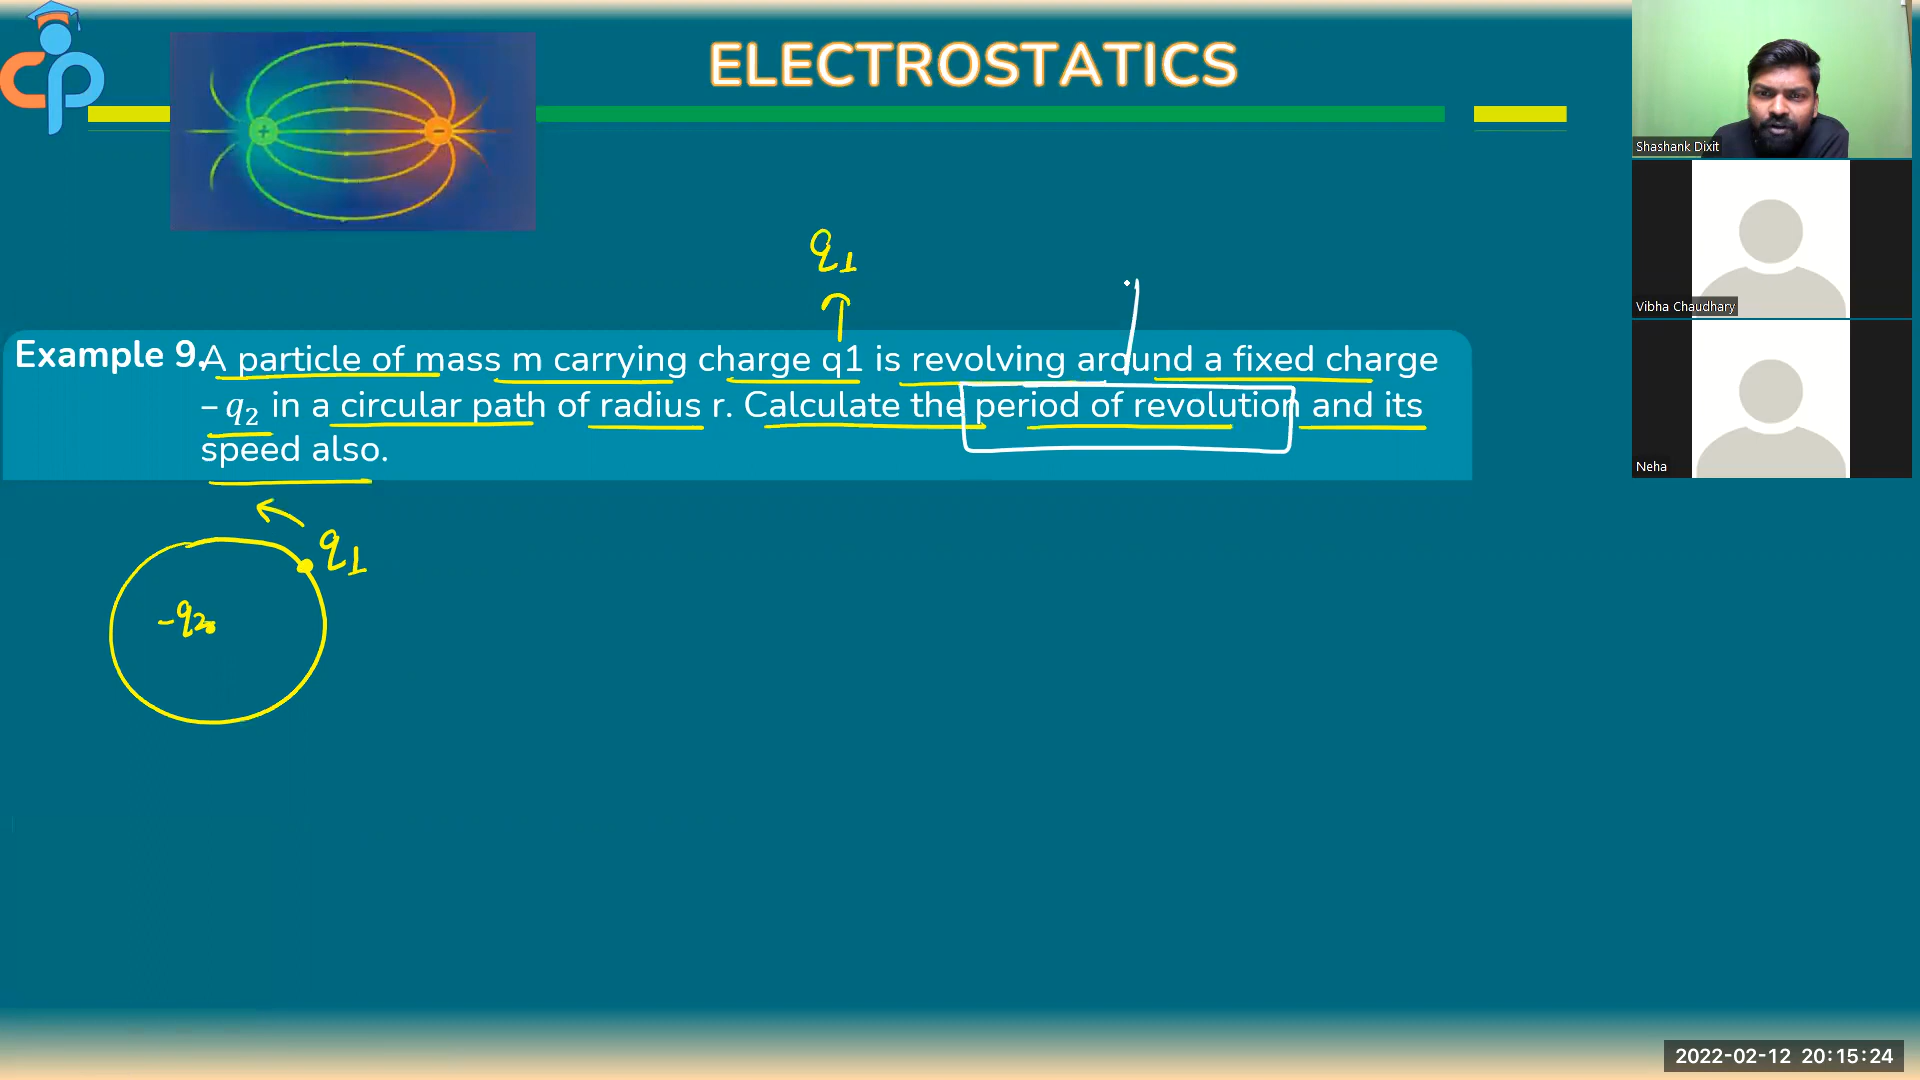 cp
ELECTROSTATICS
+ −
q1
Example 9. A particle of mass m carrying charge q1 is revolving around a fixed charge
– q2 in a circular path of radius r. Calculate the period of revolution and its
speed also.
q1
-q2
Shashank Dixit
Vibha Chaudhary
Neha
2022-02-12 20:15:24